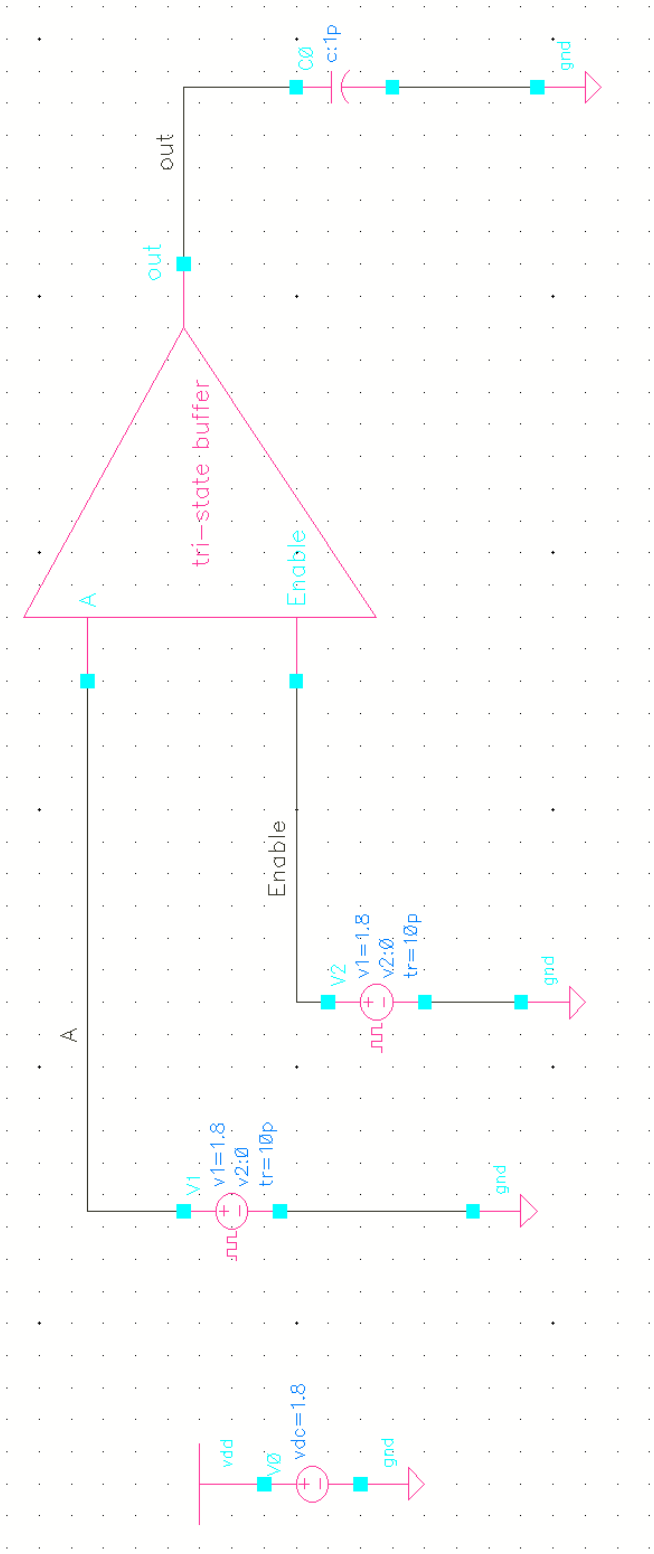 vdd
V0
vdc=1.8
gnd
A
V1
v1=1.8
v2:0
tr=10p
gnd
Enable
V2
v1=1.8
v2:0
tr=10p
gnd
A
Enable
tri-state buffer
out
out
C0
c:1p
gnd